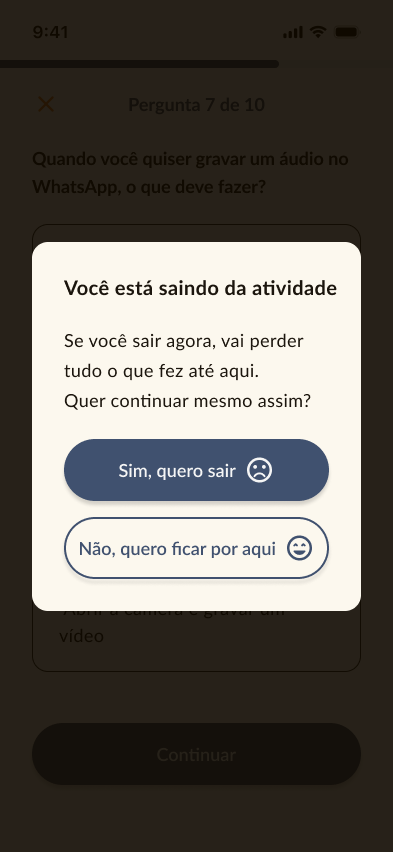 9:41
Pergunta 7 de 10
Quando você quiser gravar um áudio no
WhatsApp, o que deve fazer?
Você está saindo da atividade
Se você sair agora, vai perder
tudo o que fez até aqui.
Quer continuar mesmo assim?
Sim, quero sair
Não, quero ficar por aqui
Abrir a câmera e gravar um
vídeo
Continuar